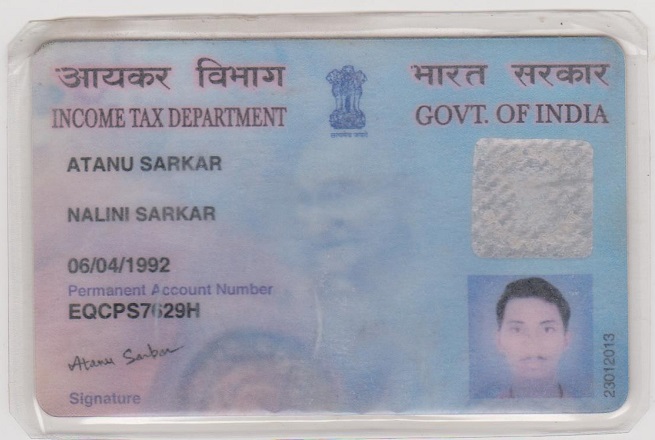 आयकर विभाग
INCOME TAX DEPARTMENT
भारत सरकार
GOVT. OF INDIA
सत्यमेव जयते
ATANU SARKAR
NALINI SARKAR
06/04/1992
Permanent Account Number
EQCPS7629H
Atanu Sarkar
Signature
23012013